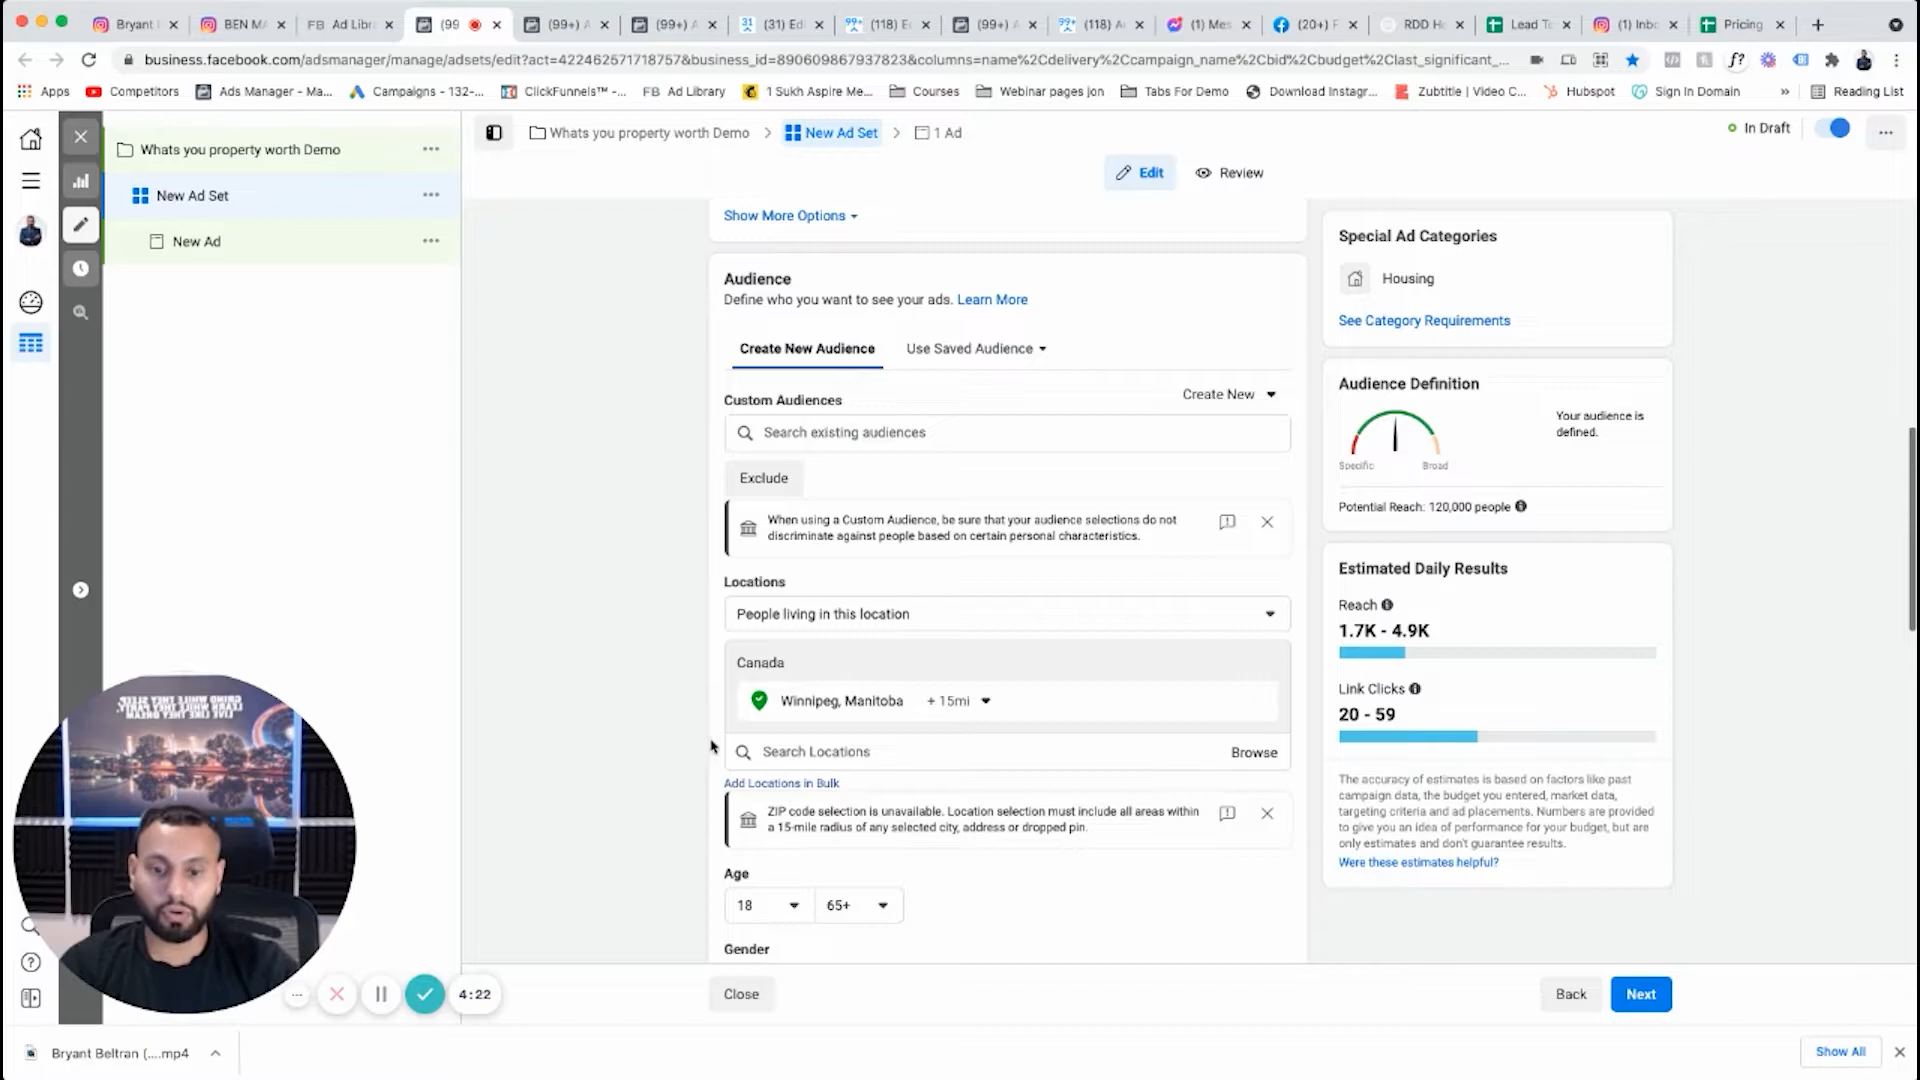 Bryant I
BEN M
FB Ad Libr
(99
(99+) A
(99+) A
(31) Edi
(118) E
(99+) A
(118) A
(1) Mes
(20+) F
RDD H
Lead T
(1) Inbo
Pricing
business.facebook.com/adsmanager/manage/adsets/edit?act=422462571718757&business_id=890609867937823&columns=name%2Cdelivery%2Ccampaign_name%2Cbid%2Cbudget%2Clast_significant_...
Apps
Competitors
Ads Manager - Ma...
Campaigns - 132-...
ClickFunnels™ -...
FB Ad Library
1 Sukh Aspire Me...
Courses
Webinar pages jon
Tabs For Demo
Download Instagr...
Zubtitle | Video C...
Hubspot
Sign In Domain
»
Reading List
Whats you property worth Demo
New Ad Set
New Ad
Whats you property worth Demo > New Ad Set > 1 Ad
In Draft
Edit
Review
Show More Options
Audience
Define who you want to see your ads. Learn More
Create New Audience
Use Saved Audience
Custom Audiences
Create New
Search existing audiences
Exclude
When using a Custom Audience, be sure that your audience selections do not
discriminate against people based on certain personal characteristics.
Locations
People living in this location
Canada
Winnipeg, Manitoba + 15mi
Search Locations
Browse
Add Locations in Bulk
ZIP code selection is unavailable. Location selection must include all areas within
a 15-mile radius of any selected city, address or dropped pin.
Age
18
65+
Gender
Close
Back
Next
Special Ad Categories
Housing
See Category Requirements
Audience Definition
Your audience is
defined.
Specific
Broad
Potential Reach: 120,000 people
Estimated Daily Results
Reach
1.7K - 4.9K
Link Clicks
20 - 59
The accuracy of estimates is based on factors like past
campaign data, the budget you entered, market data,
targeting criteria and ad placements. Numbers are provided
to give you an idea of performance for your budget, but are
only estimates and don't guarantee results.
Were these estimates helpful?
GRIND WHILE THEY SLEEP
LEARN WHILE THEY PARTY
LIVE LIKE THEY DREAM
4:22
Bryant Beltran (....mp4
Show All